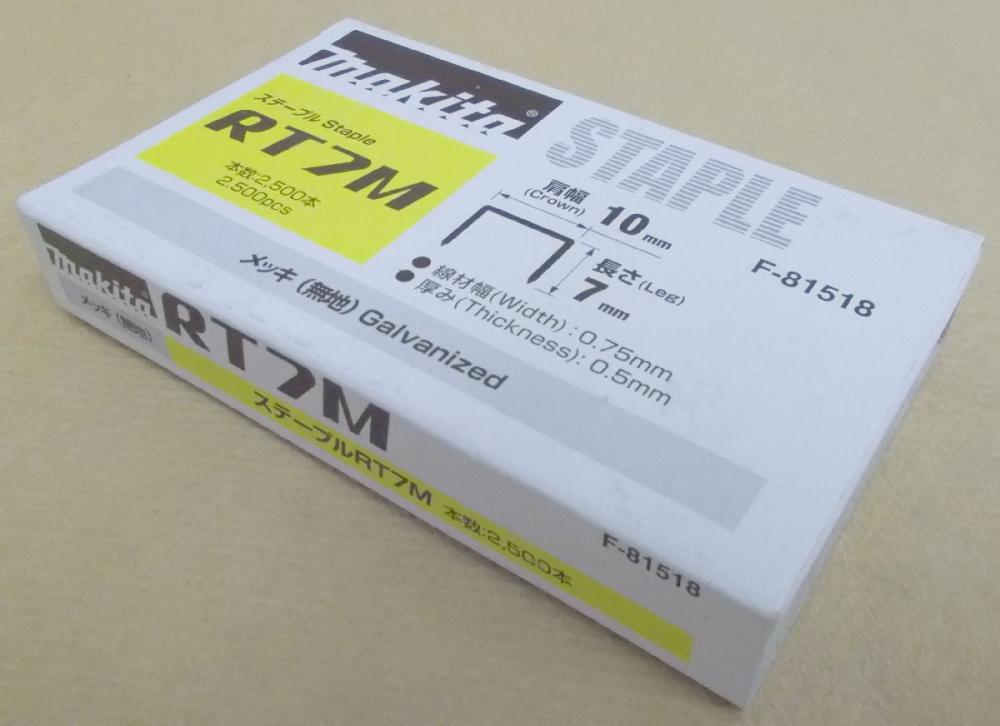 makita®
ステープル Staple
RT7M
本数:2,500本
2,500pcs
STAPLE
肩幅
(Crown)
10mm
長さ(Leg)
7mm
●線材幅(Width):0.75mm
●厚み(Thickness):0.5mm
F-81518
メッキ (無地) Galvanized
makita
メッキ (無地)
RT7M
ステープルRT7M 本数:2,500本
F-81518